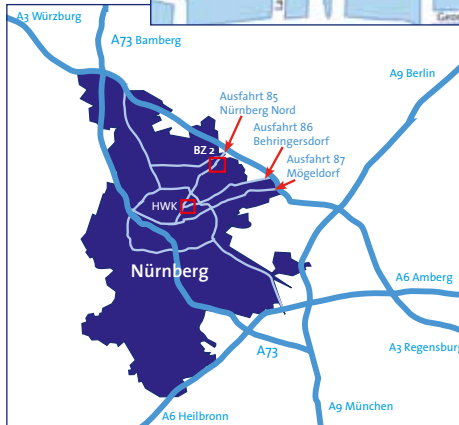 Georg
A3 Würzburg
A73 Bamberg
A9 Berlin
Ausfahrt 85
Nürnberg Nord
Ausfahrt 86
Behringersdorf
BZ 2
Ausfahrt 87
Mögeldorf
HWK
Nürnberg
A6 Amberg
A3 Regensburg
A73
A9 München
A6 Heilbronn